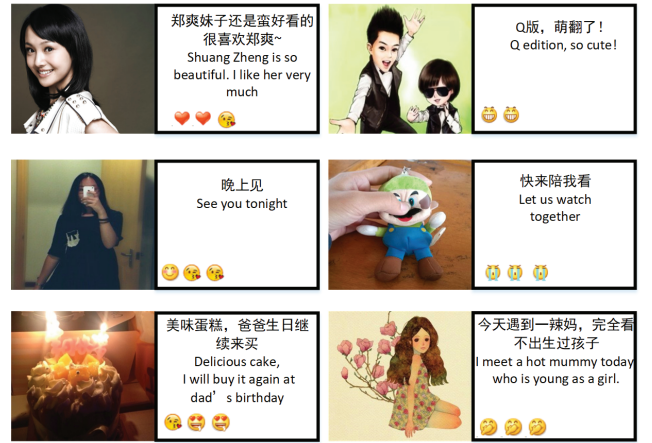 郑爽妹子还是蛮好看的
很喜欢郑爽~
Shuang Zheng is so
beautiful. I like her very
much
Q版，萌翻了！
Q edition, so cute!
晚上见
See you tonight
快来陪我看
Let us watch
together
美味蛋糕，爸爸生日继
续来买
Delicious cake,
I will buy it again at
dad’s birthday
今天遇到一辣妈，完全看
不出生过孩子
I meet a hot mummy today
who is young as a girl.